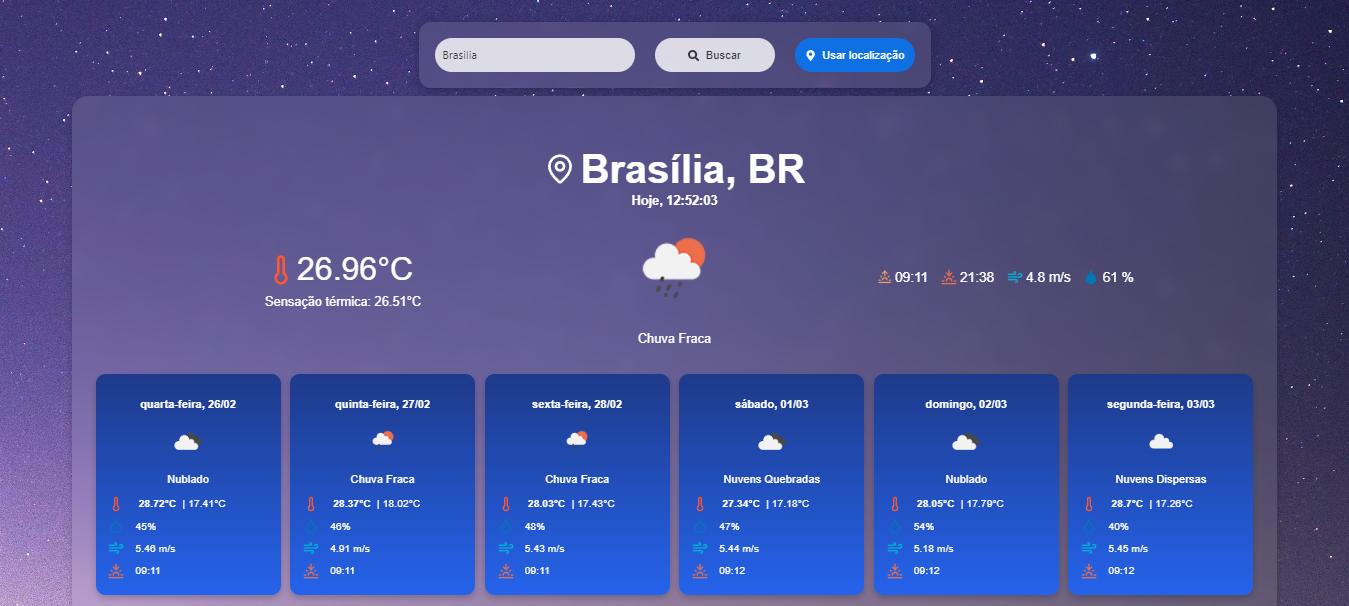 Brasília
Buscar
Usar localização
Brasília, BR
Hoje, 12:52:03
26.96°C
Sensação térmica: 26.51°C
Chuva Fraca
09:11 21:38 4.8 m/s 61 %
quarta-feira, 26/02
Nublado
28.72°C | 17.41°C
45%
5.46 m/s
09:11
quinta-feira, 27/02
Chuva Fraca
28.37°C | 18.02°C
46%
4.91 m/s
09:11
sexta-feira, 28/02
Chuva Fraca
28.03°C | 17.43°C
48%
5.43 m/s
09:11
sábado, 01/03
Nuvens Quebradas
27.34°C | 17.18°C
47%
5.44 m/s
09:12
domingo, 02/03
Nublado
28.05°C | 17.79°C
54%
5.18 m/s
09:12
segunda-feira, 03/03
Nuvens Dispersas
28.7°C | 17.26°C
40%
5.45 m/s
09:12